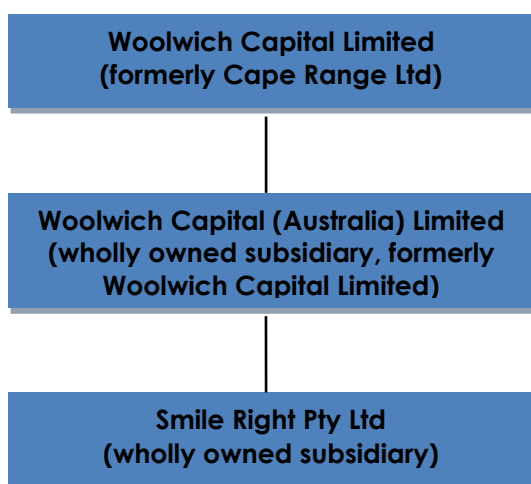 Woolwich Capital Limited
(formerly Cape Range Ltd)
Woolwich Capital (Australia) Limited
(wholly owned subsidiary, formerly
Woolwich Capital Limited)
Smile Right Pty Ltd
(wholly owned subsidiary)